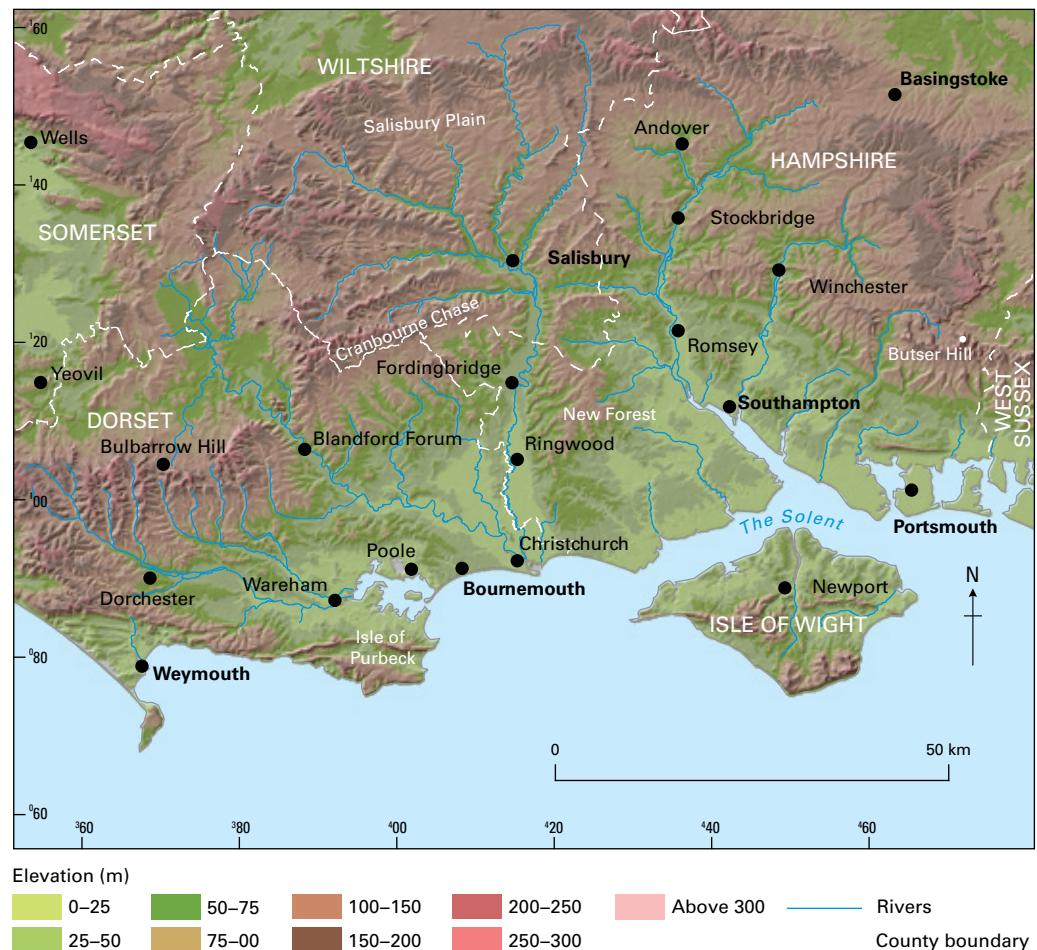 ¹60
WILTSHIRE
Basingstoke
Salisbury Plain
Andover
Wells
HAMPSHIRE
¹40
Stockbridge
SOMERSET
Salisbury
Winchester
Cranbourne Chase
¹20
Romsey
Butser Hill
Fordingbridge
Yeovil
WEST
SUSSEX
Southampton
New Forest
DORSET
Blandford Forum
Ringwood
Bulbarrow Hill
¹00
The Solent
Portsmouth
Christchurch
Poole
Wareham
Bournemouth
Newport
N
Dorchester
ISLE OF WIGHT
Isle of
Purbeck
⁰80
Weymouth
0 50 km
⁰60
³60 ³80 ⁴00 ⁴20 ⁴40 ⁴60
Elevation (m)
0–25 50–75 100–150 200–250 Above 300 Rivers
25–50 75–00 150–200 250–300 County boundary